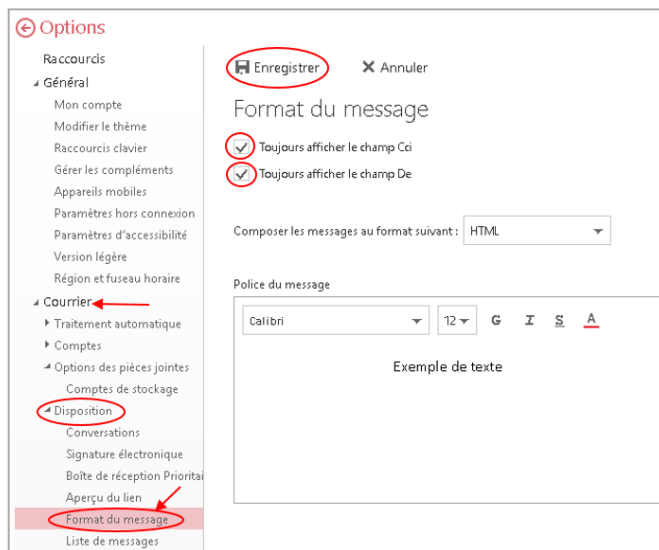 Options
Raccourcis
Général
Mon compte
Modifier le thème
Raccourcis clavier
Gérer les compléments
Appareils mobiles
Paramètres hors connexion
Paramètres d'accessibilité
Version légère
Région et fuseau horaire
Courrier
Traitement automatique
Comptes
Options des pièces jointes
Comptes de stockage
Disposition
Conversations
Signature électronique
Boîte de réception Prioritai
Aperçu du lien
Format du message
Liste de messages
Enregistrer Annuler
Format du message
Toujours afficher le champ Cci
Toujours afficher le champ De
Composer les messages au format suivant : HTML
Police du message
Calibri 12 G I S A
Exemple de texte